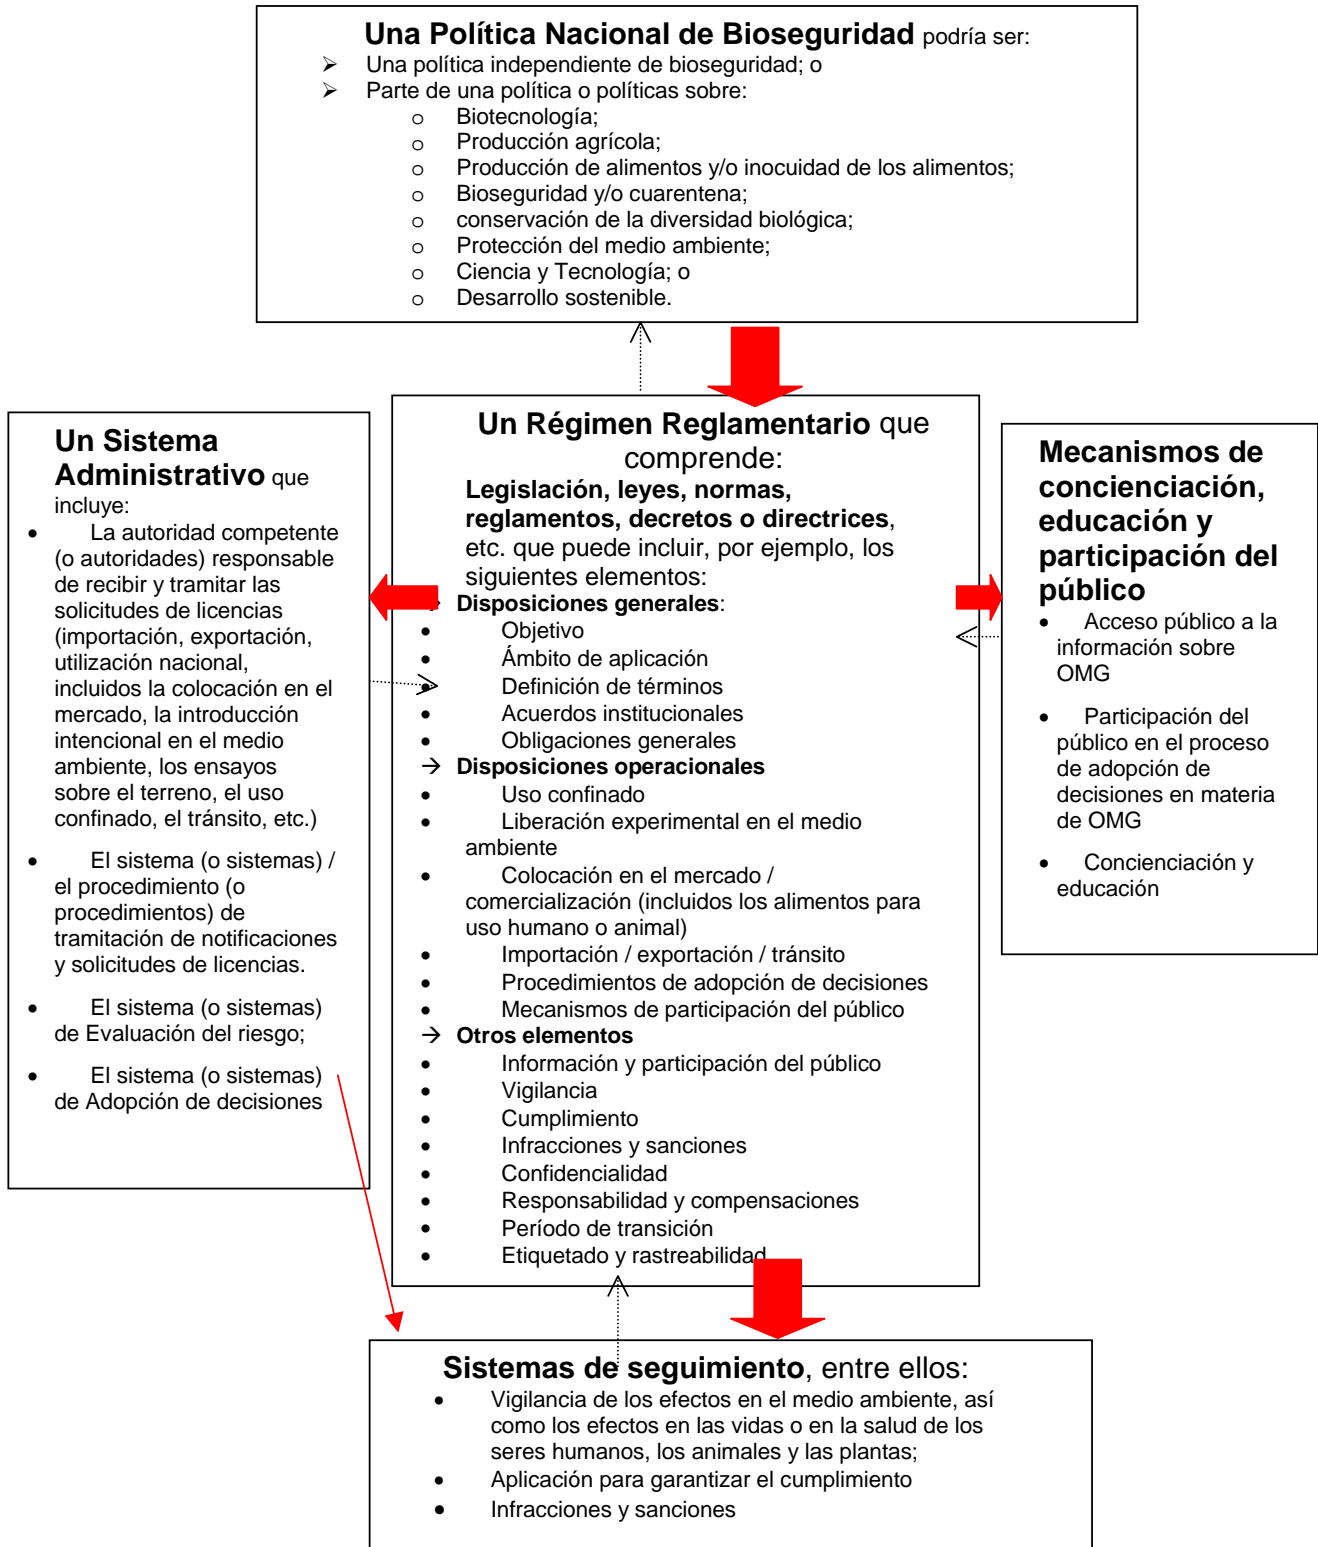 Una Política Nacional de Bioseguridad podría ser:
➢ Una política independiente de bioseguridad; o
➢ Parte de una política o políticas sobre:
o Biotecnología;
o Producción agrícola;
o Producción de alimentos y/o inocuidad de los alimentos;
o Bioseguridad y/o cuarentena;
o conservación de la diversidad biológica;
o Protección del medio ambiente;
o Ciencia y Tecnología; o
o Desarrollo sostenible.
Un Sistema
Administrativo que
incluye:
• La autoridad competente
(o autoridades) responsable
de recibir y tramitar las
solicitudes de licencias
(importación, exportación,
utilización nacional,
incluidos la colocación en el
mercado, la introducción
intencional en el medio
ambiente, los ensayos
sobre el terreno, el uso
confinado, el tránsito, etc.)
• El sistema (o sistemas) /
el procedimiento (o
procedimientos) de
tramitación de notificaciones
y solicitudes de licencias.
• El sistema (o sistemas)
de Evaluación del riesgo;
• El sistema (o sistemas)
de Adopción de decisiones
Un Régimen Reglamentario que
comprende:
Legislación, leyes, normas,
reglamentos, decretos o directrices,
etc. que puede incluir, por ejemplo, los
siguientes elementos:
→ Disposiciones generales:
• Objetivo
• Ámbito de aplicación
• Definición de términos
• Acuerdos institucionales
• Obligaciones generales
→ Disposiciones operacionales
• Uso confinado
• Liberación experimental en el medio
ambiente
• Colocación en el mercado /
comercialización (incluidos los alimentos para
uso humano o animal)
• Importación / exportación / tránsito
• Procedimientos de adopción de decisiones
• Mecanismos de participación del público
→ Otros elementos
• Información y participación del público
• Vigilancia
• Cumplimiento
• Infracciones y sanciones
• Confidencialidad
• Responsabilidad y compensaciones
• Período de transición
• Etiquetado y rastreabilidad
Mecanismos de
concienciación,
educación y
participación del
público
• Acceso público a la
información sobre
OMG
• Participación del
público en el proceso
de adopción de
decisiones en materia
de OMG
• Concienciación y
educación
Sistemas de seguimiento, entre ellos:
• Vigilancia de los efectos en el medio ambiente, así
como los efectos en las vidas o en la salud de los
seres humanos, los animales y las plantas;
• Aplicación para garantizar el cumplimiento
• Infracciones y sanciones